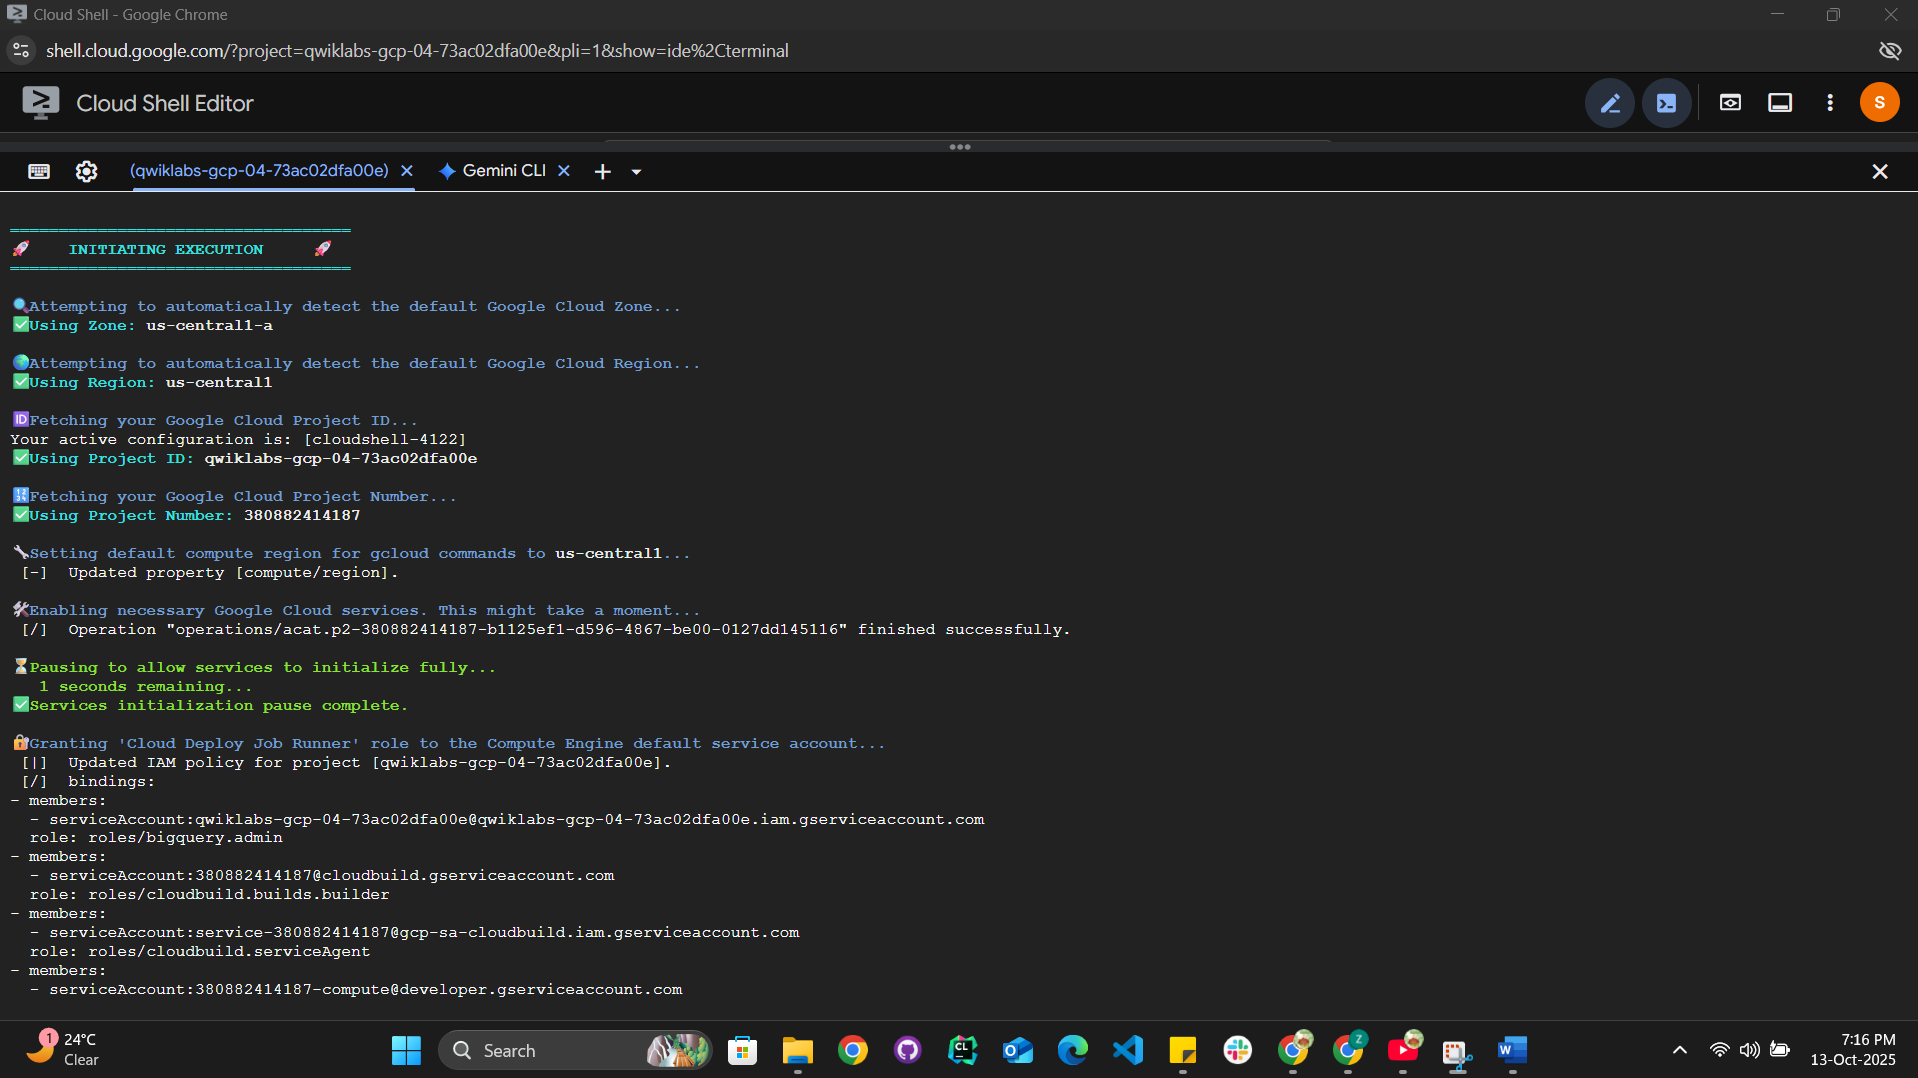 Cloud Shell - Google Chrome
shell.cloud.google.com/?project=qwiklabs-gcp-04-73ac02dfa00e&pli=1&show=ide%2Cterminal
Cloud Shell Editor
S
(qwiklabs-gcp-04-73ac02dfa00e)
Gemini CLI
===================================
INITIATING EXECUTION
===================================
Attempting to automatically detect the default Google Cloud Zone...
Using Zone: us-central1-a
Attempting to automatically detect the default Google Cloud Region...
Using Region: us-central1
Fetching your Google Cloud Project ID...
Your active configuration is: [cloudshell-4122]
Using Project ID: qwiklabs-gcp-04-73ac02dfa00e
Fetching your Google Cloud Project Number...
Using Project Number: 380882414187
Setting default compute region for gcloud commands to us-central1...
[-]  Updated property [compute/region].
Enabling necessary Google Cloud services. This might take a moment...
[/]  Operation "operations/acat.p2-380882414187-b1125ef1-d596-4867-be00-0127dd145116" finished successfully.
Pausing to allow services to initialize fully...
1 seconds remaining...
Services initialization pause complete.
Granting 'Cloud Deploy Job Runner' role to the Compute Engine default service account...
[|]  Updated IAM policy for project [qwiklabs-gcp-04-73ac02dfa00e].
[/]  bindings:
- members:
- serviceAccount:qwiklabs-gcp-04-73ac02dfa00e@qwiklabs-gcp-04-73ac02dfa00e.iam.gserviceaccount.com
role: roles/bigquery.admin
- members:
- serviceAccount:380882414187@cloudbuild.gserviceaccount.com
role: roles/cloudbuild.builds.builder
- members:
- serviceAccount:service-380882414187@gcp-sa-cloudbuild.iam.gserviceaccount.com
role: roles/cloudbuild.serviceAgent
- members:
- serviceAccount:380882414187-compute@developer.gserviceaccount.com
1
24°C
Clear
Search
7:16 PM
13-Oct-2025